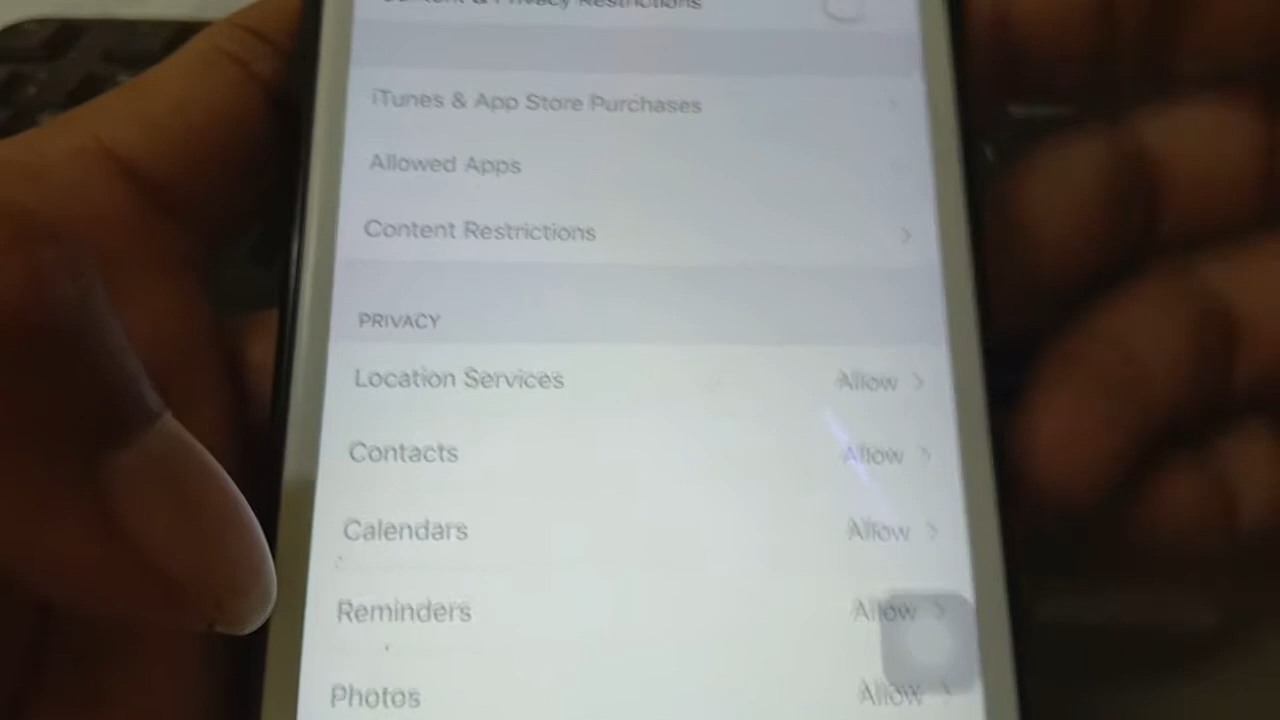 Content & Privacy Restrictions
iTunes & App Store Purchases
Allowed Apps
Content Restrictions
PRIVACY
Location Services Allow
Contacts Allow
Calendars Allow
Reminders Allow
Photos Allow